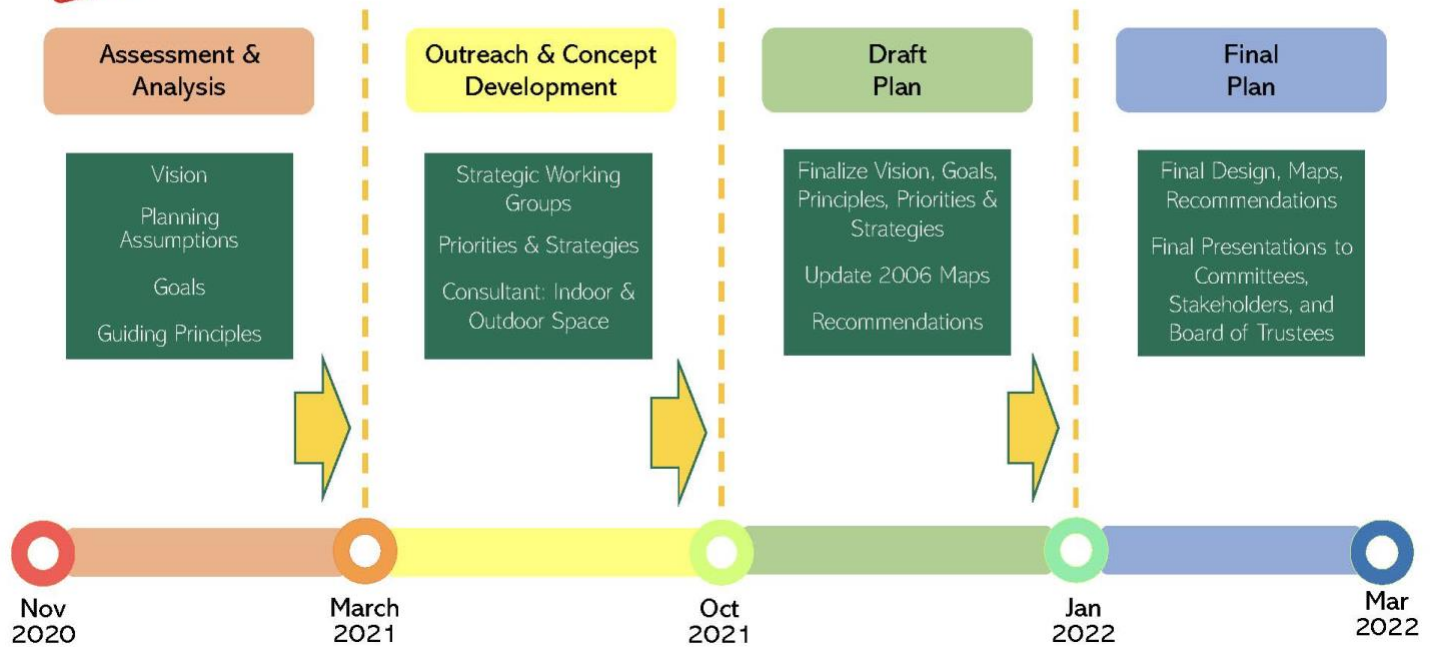 Assessment &
Analysis
Outreach & Concept
Development
Draft
Plan
Final
Plan
Vision
Planning
Assumptions
Goals
Guiding Principles
Strategic Working
Groups
Priorities & Strategies
Consultant: Indoor &
Outdoor Space
Finalize Vision, Goals,
Principles, Priorities &
Strategies
Update 2006 Maps
Recommendations
Final Design, Maps,
Recommendations
Final Presentations to
Committees,
Stakeholders, and
Board of Trustees
Nov
2020
March
2021
Oct
2021
Jan
2022
Mar
2022